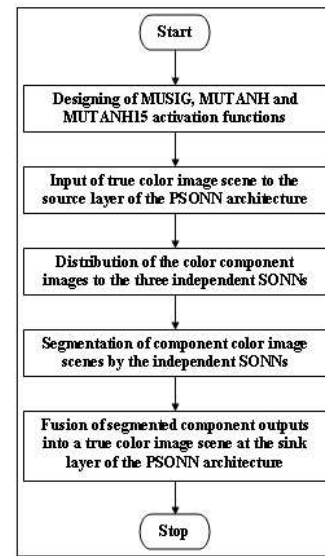 Start
Designing of MUSIG, MUTANH and
MUTANH15 activation functions
Input of true color image scene to the
source layer of the PSONN architecture
Distribution of the color component
images to the three independent SONNs
Segmentation of component color image
scenes by the independent SONNs
Fusion of segmented component outputs
into a true color image scene at the sink
layer of the PSONN architecture
Stop